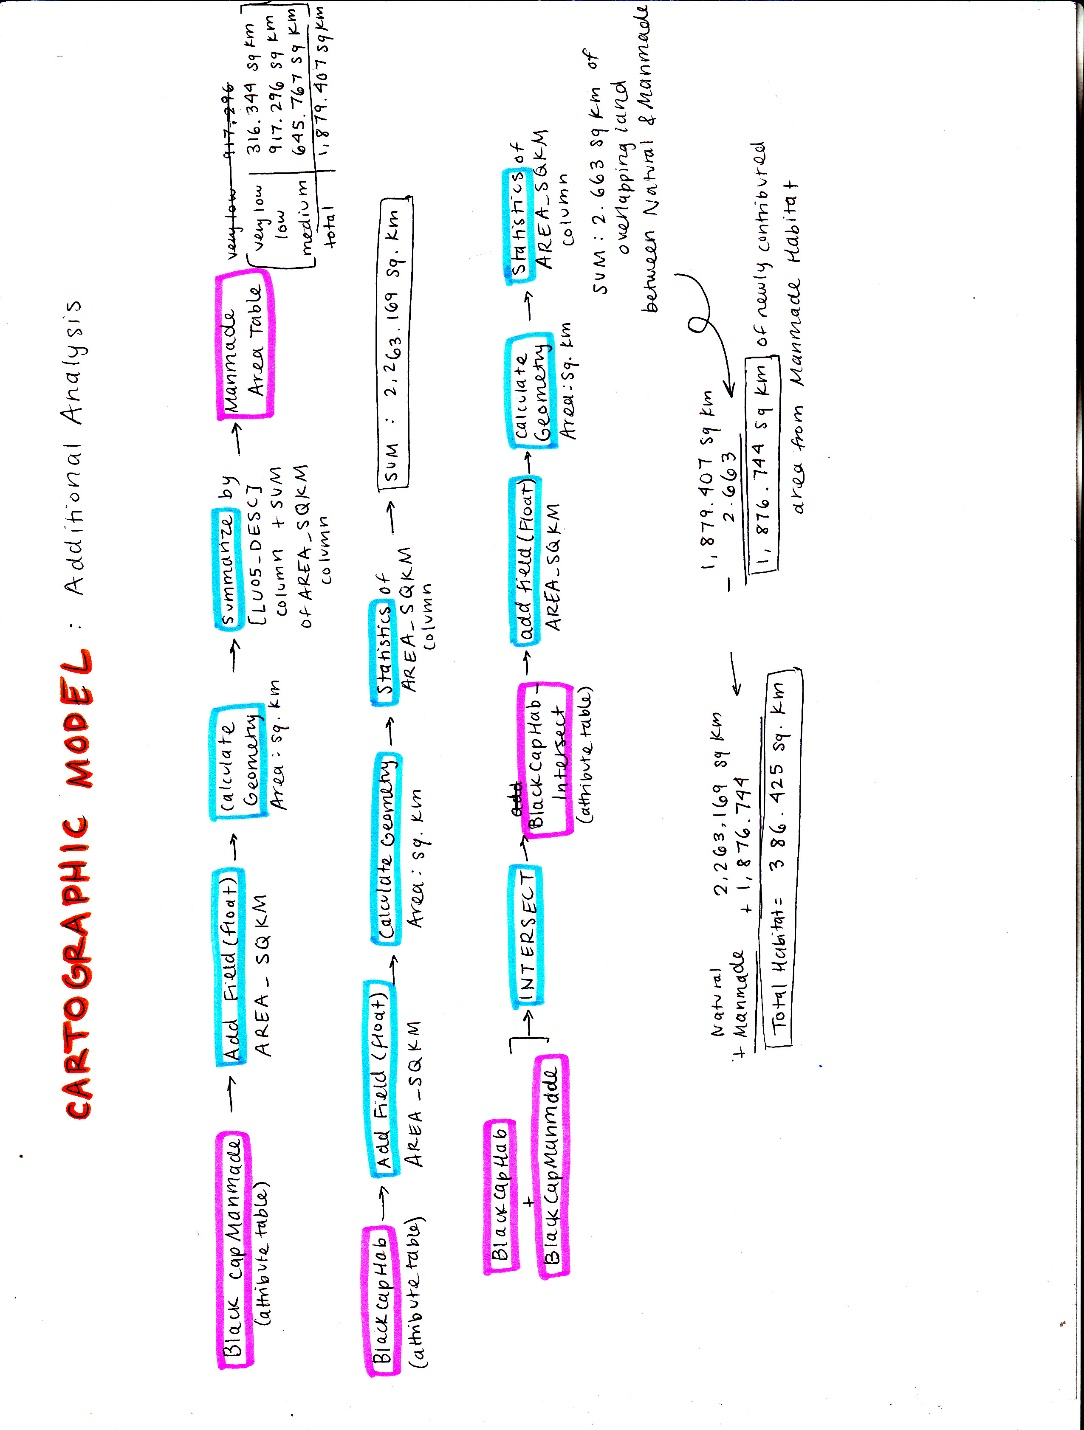 CARTOGRAPHIC MODEL : Additional Analysis
Black Cap Manmade
(attribute table)
→ Add Field (float)
AREA_SQKM
→ Calculate
Geometry
Area: Sq. Km
→ Summarize by
[LU05_DESC]
column + SUM
of AREA_SQKM
column
→ Manmade
Area Table
very low 917.296
very low 316.344 sq km
low 917.296 sq km
medium 645.767 sq km
total 1,879.407 sq km
BlackCapHab
(attribute table)
→ Add Field (float)
AREA_SQKM
→ Calculate Geometry
Area: Sq. Km
→ Statistics of
AREA_SQKM
column
→ SUM : 2,263.169 Sq. Km
BlackCapHab
+
BlackCapManmade
→ INTERSECT
→ add
BlackCapHab_
Intersect
(attribute table)
→ add Field (Float)
AREA_SQKM
→ Calculate
Geometry
Area: Sq. Km
→ Statistics of
AREA_SQKM
column
SUM : 2.663 sq km of
overlapping land
between Natural & Manmade
1,879.407 sq km
- 2.663
1,876.744 sq km of newly contributed
area from Manmade Habitat
Natural 2,263,169 sq km
+ Manmade + 1,876.744
Total Habitat = 386.425 sq. km